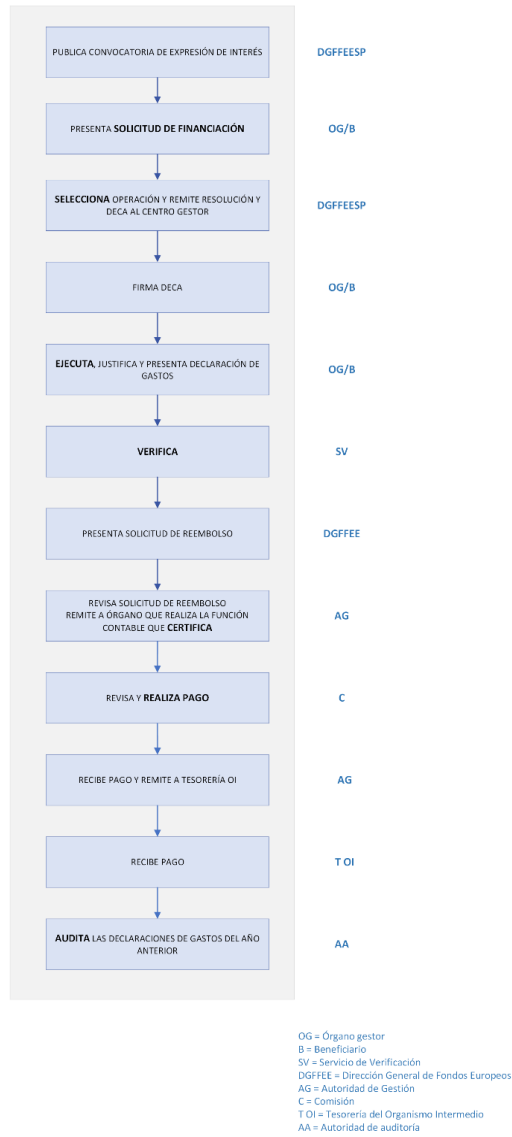 PUBLICA CONVOCATORIA DE EXPRESIÓN DE INTERÉS
DGFFEESP
PRESENTA SOLICITUD DE FINANCIACIÓN
OG/B
SELECCIONA OPERACIÓN Y REMITE RESOLUCIÓN Y
DECA AL CENTRO GESTOR
DGFFEESP
FIRMA DECA
OG/B
EJECUTA, JUSTIFICA Y PRESENTA DECLARACIÓN DE
GASTOS
OG/B
VERIFICA
SV
PRESENTA SOLICITUD DE REEMBOLSO
DGFFEE
REVISA SOLICITUD DE REEMBOLSO
REMITE A ÓRGANO QUE REALIZA LA FUNCIÓN
CONTABLE QUE CERTIFICA
AG
REVISA Y REALIZA PAGO
C
RECIBE PAGO Y REMITE A TESORERÍA OI
AG
RECIBE PAGO
T OI
AUDITA LAS DECLARACIONES DE GASTOS DEL AÑO
ANTERIOR
AA
OG = Órgano gestor
B = Beneficiario
SV = Servicio de Verificación
DGFFEE = Dirección General de Fondos Europeos
AG = Autoridad de Gestión
C = Comisión
T OI = Tesorería del Organismo Intermedio
AA = Autoridad de auditoría